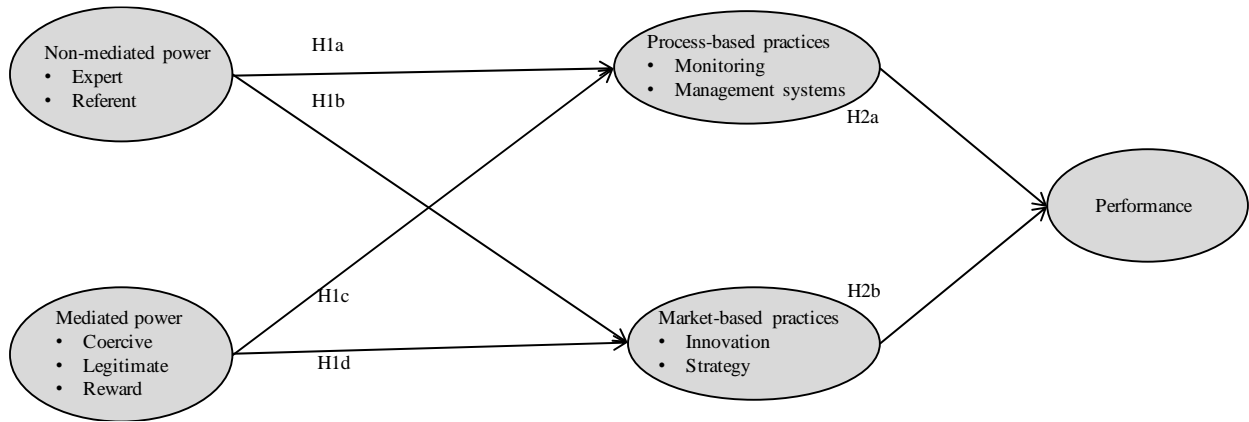 Non-mediated power
• Expert
• Referent
H1a
H1b
Process-based practices
• Monitoring
• Management systems
H2a
Performance
Mediated power
• Coercive
• Legitimate
• Reward
H1c
H1d
Market-based practices
• Innovation
• Strategy
H2b